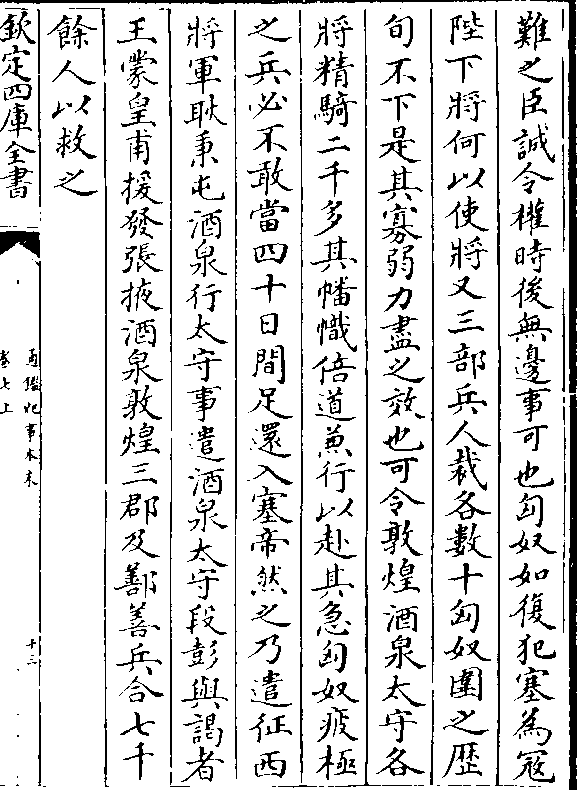 難之臣誠令權時後無邊事可也匈奴如復犯塞為寇
陛下將何以使將又三部兵人裁各數十匈奴圍之歴
旬不下是其寡弱力盡之效也可令敦煌酒泉太守各
將精騎二千多其幡幟倍道兼行以赴其急匈奴疲極
之兵必不敢當四十日間足還入塞帝然之乃遣征西
將軍耿秉屯酒泉行太守事遣酒泉太守段彭與謁者
王蒙皇甫援發張掖酒泉敦煌三郡及鄯善兵合七千
餘人以救之
欽定四庫全書
通鑑紀事本末
卷七上
十二